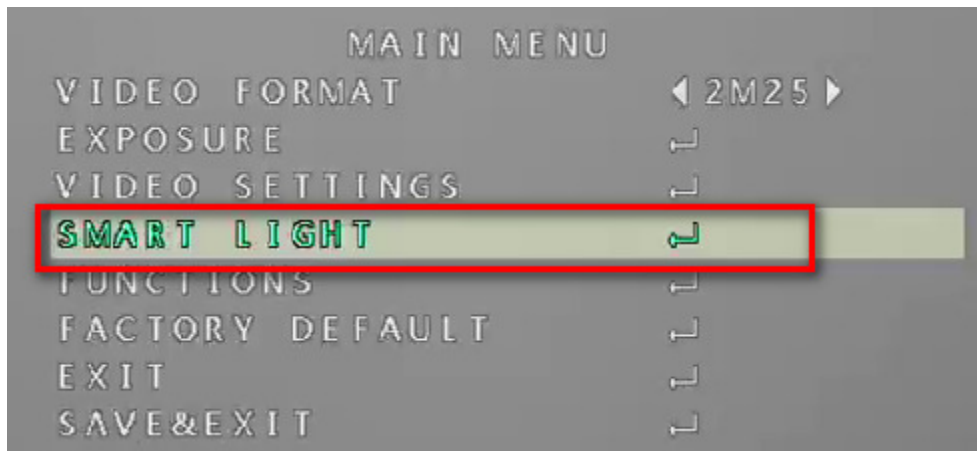 MAIN MENU
VIDEO FORMAT 2M25
EXPOSURE
VIDEO SETTINGS
SMART LIGHT
FUNCTIONS
FACTORY DEFAULT
EXIT
SAVE&EXIT